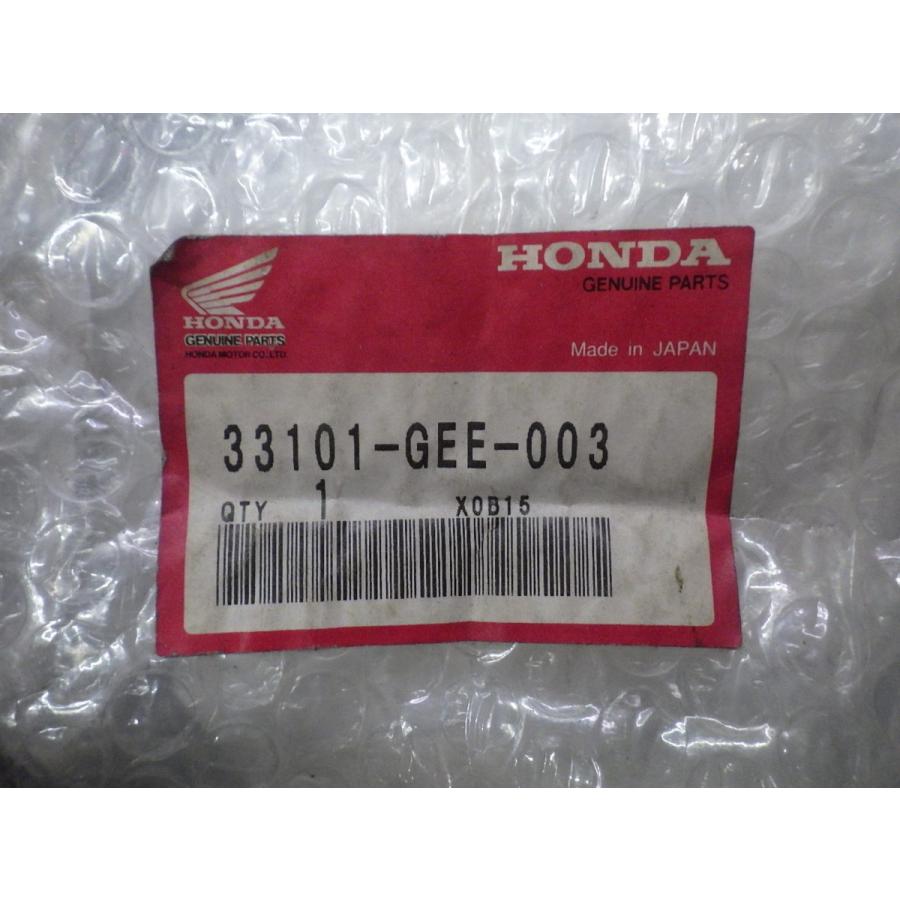 HONDA
GENUINE PARTS
HONDA MOTOR CO.,LTD.
HONDA
GENUINE PARTS
Made in JAPAN
33101-GEE-003
QTY 1 X0B15